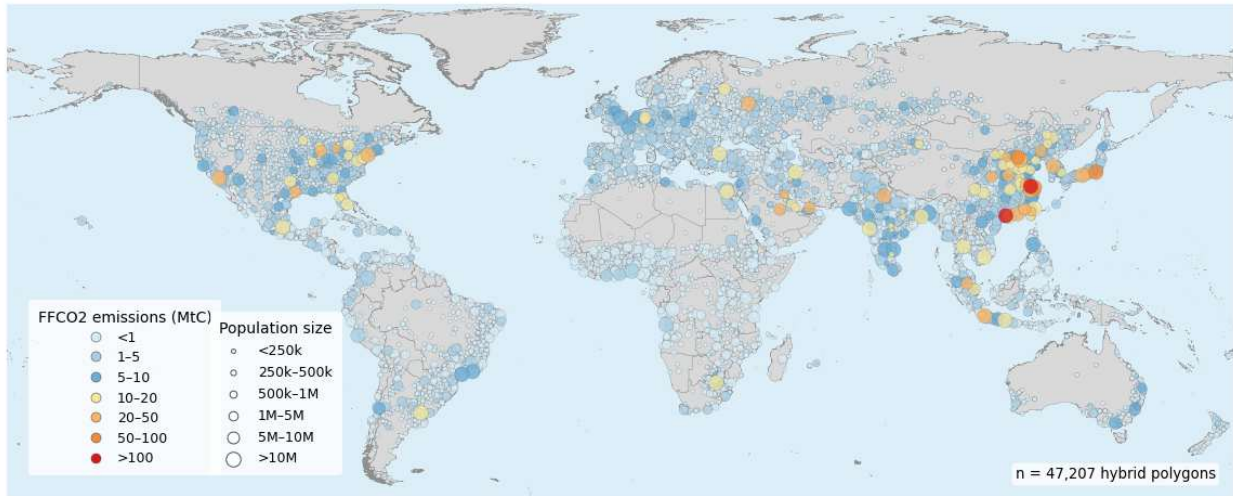 FFCO2 emissions (MtC)
<1
1–5
5–10
10–20
20–50
50–100
>100
Population size
<250k
250k–500k
500k–1M
1M–5M
5M–10M
>10M
n = 47,207 hybrid polygons